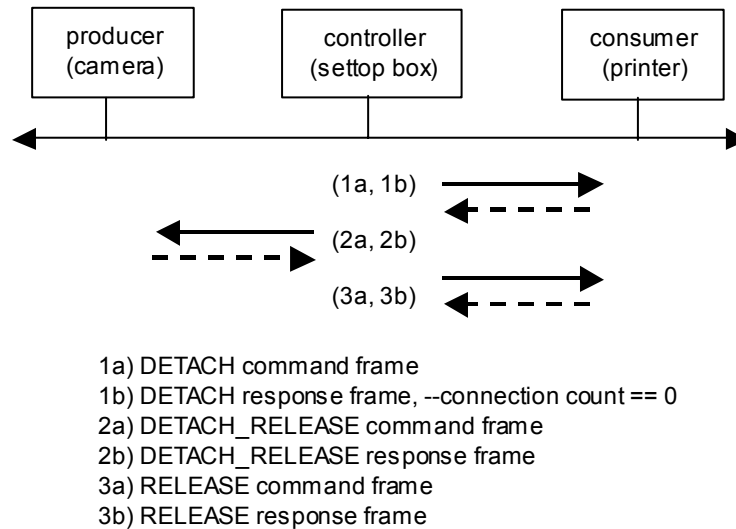 producer
(camera)
controller
(settop box)
consumer
(printer)
(1a, 1b)
(2a, 2b)
(3a, 3b)
1a) DETACH command frame
1b) DETACH response frame, --connection count == 0
2a) DETACH_RELEASE command frame
2b) DETACH_RELEASE response frame
3a) RELEASE command frame
3b) RELEASE response frame